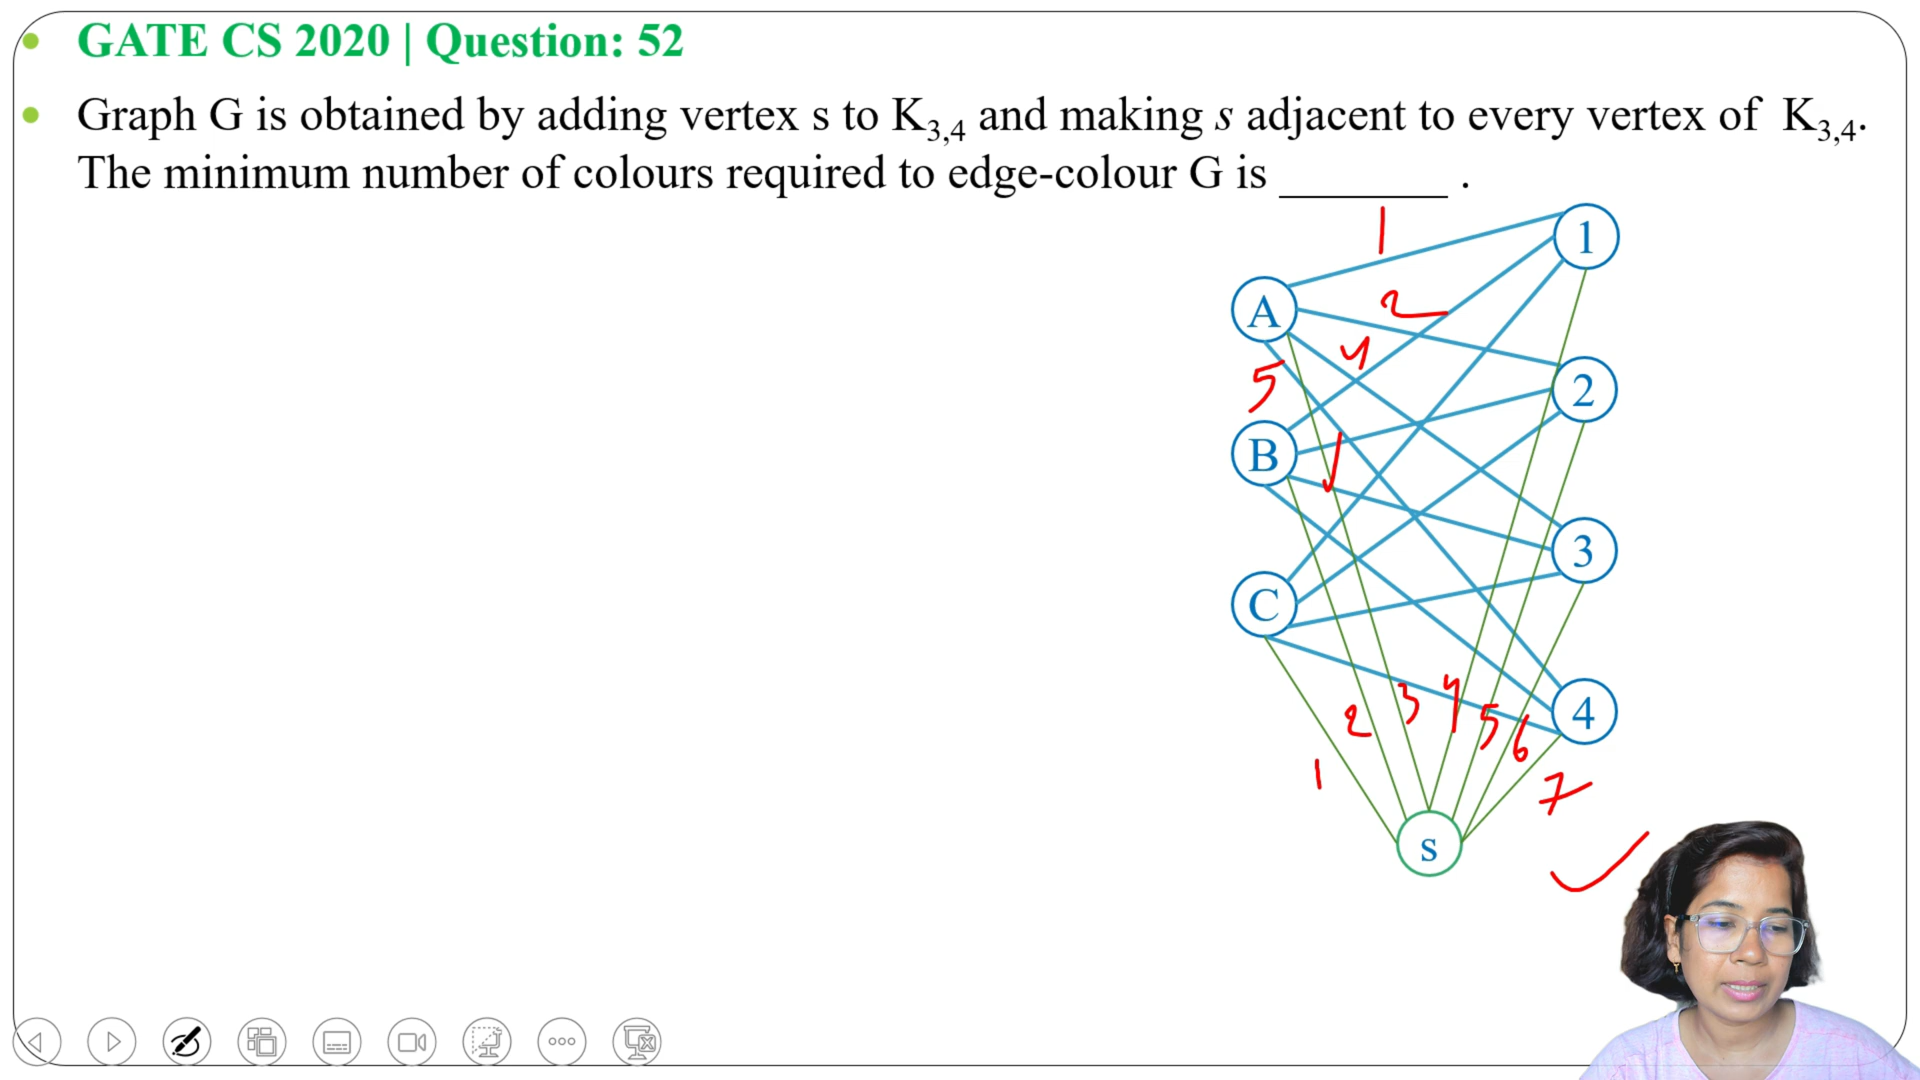 GATE CS 2020 | Question: 52
Graph G is obtained by adding vertex s to K3,4 and making s adjacent to every vertex of K3,4.
The minimum number of colours required to edge-colour G is ________ .
1
1
A
2
4
5
2
B
3
C
3 4
4
2 5
6
1
7
s